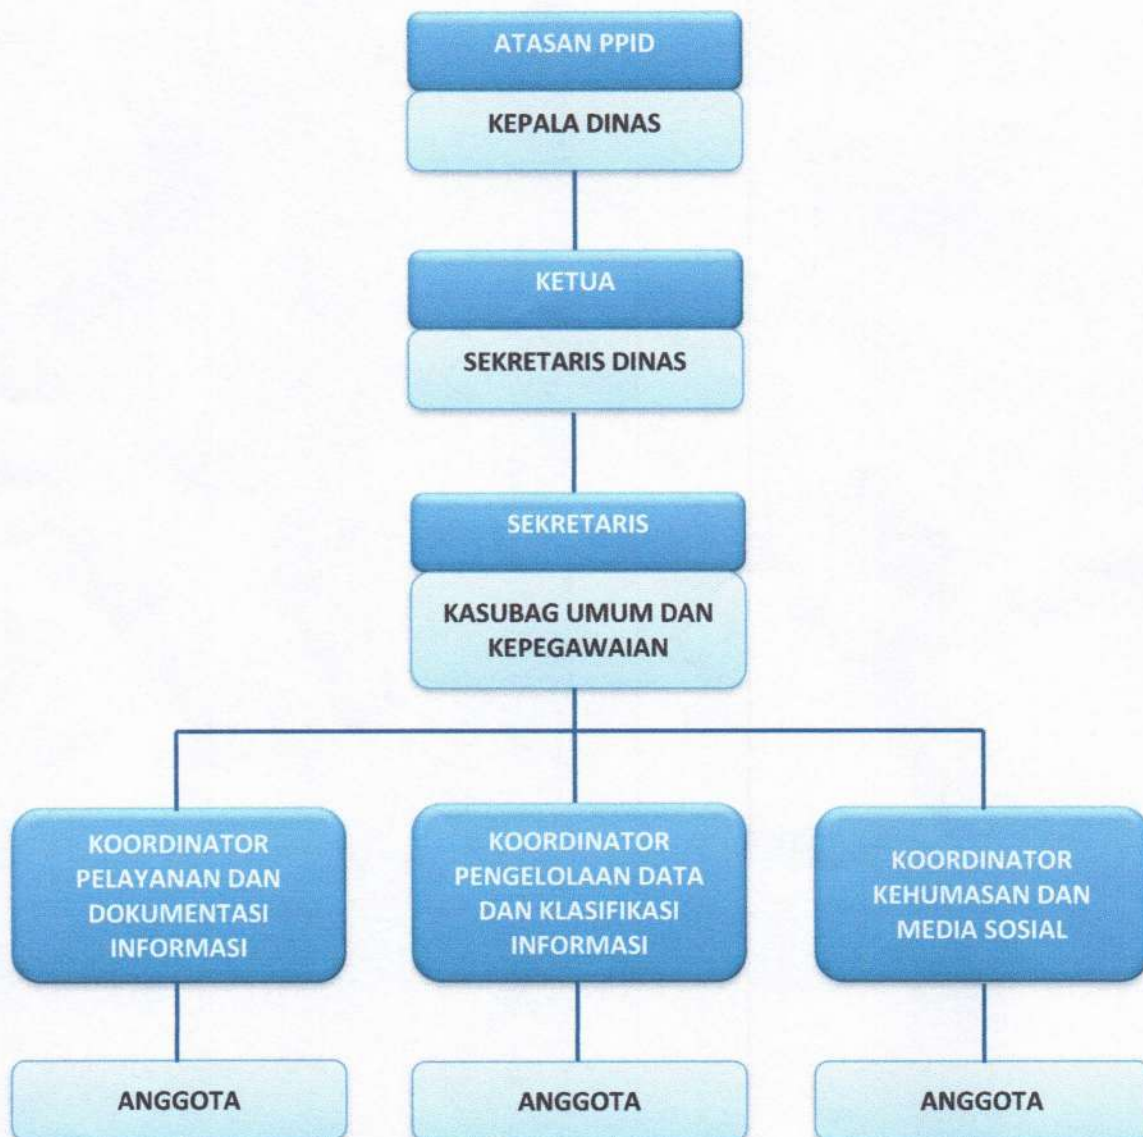 ATASAN PPID
KEPALA DINAS
KETUA
SEKRETARIS DINAS
SEKRETARIS
KASUBAG UMUM DAN
KEPEGAWAIAN
KOORDINATOR
PELAYANAN DAN
DOKUMENTASI
INFORMASI
KOORDINATOR
PENGELOLAAN DATA
DAN KLASIFIKASI
INFORMASI
KOORDINATOR
KEHUMASAN DAN
MEDIA SOSIAL
ANGGOTA
ANGGOTA
ANGGOTA